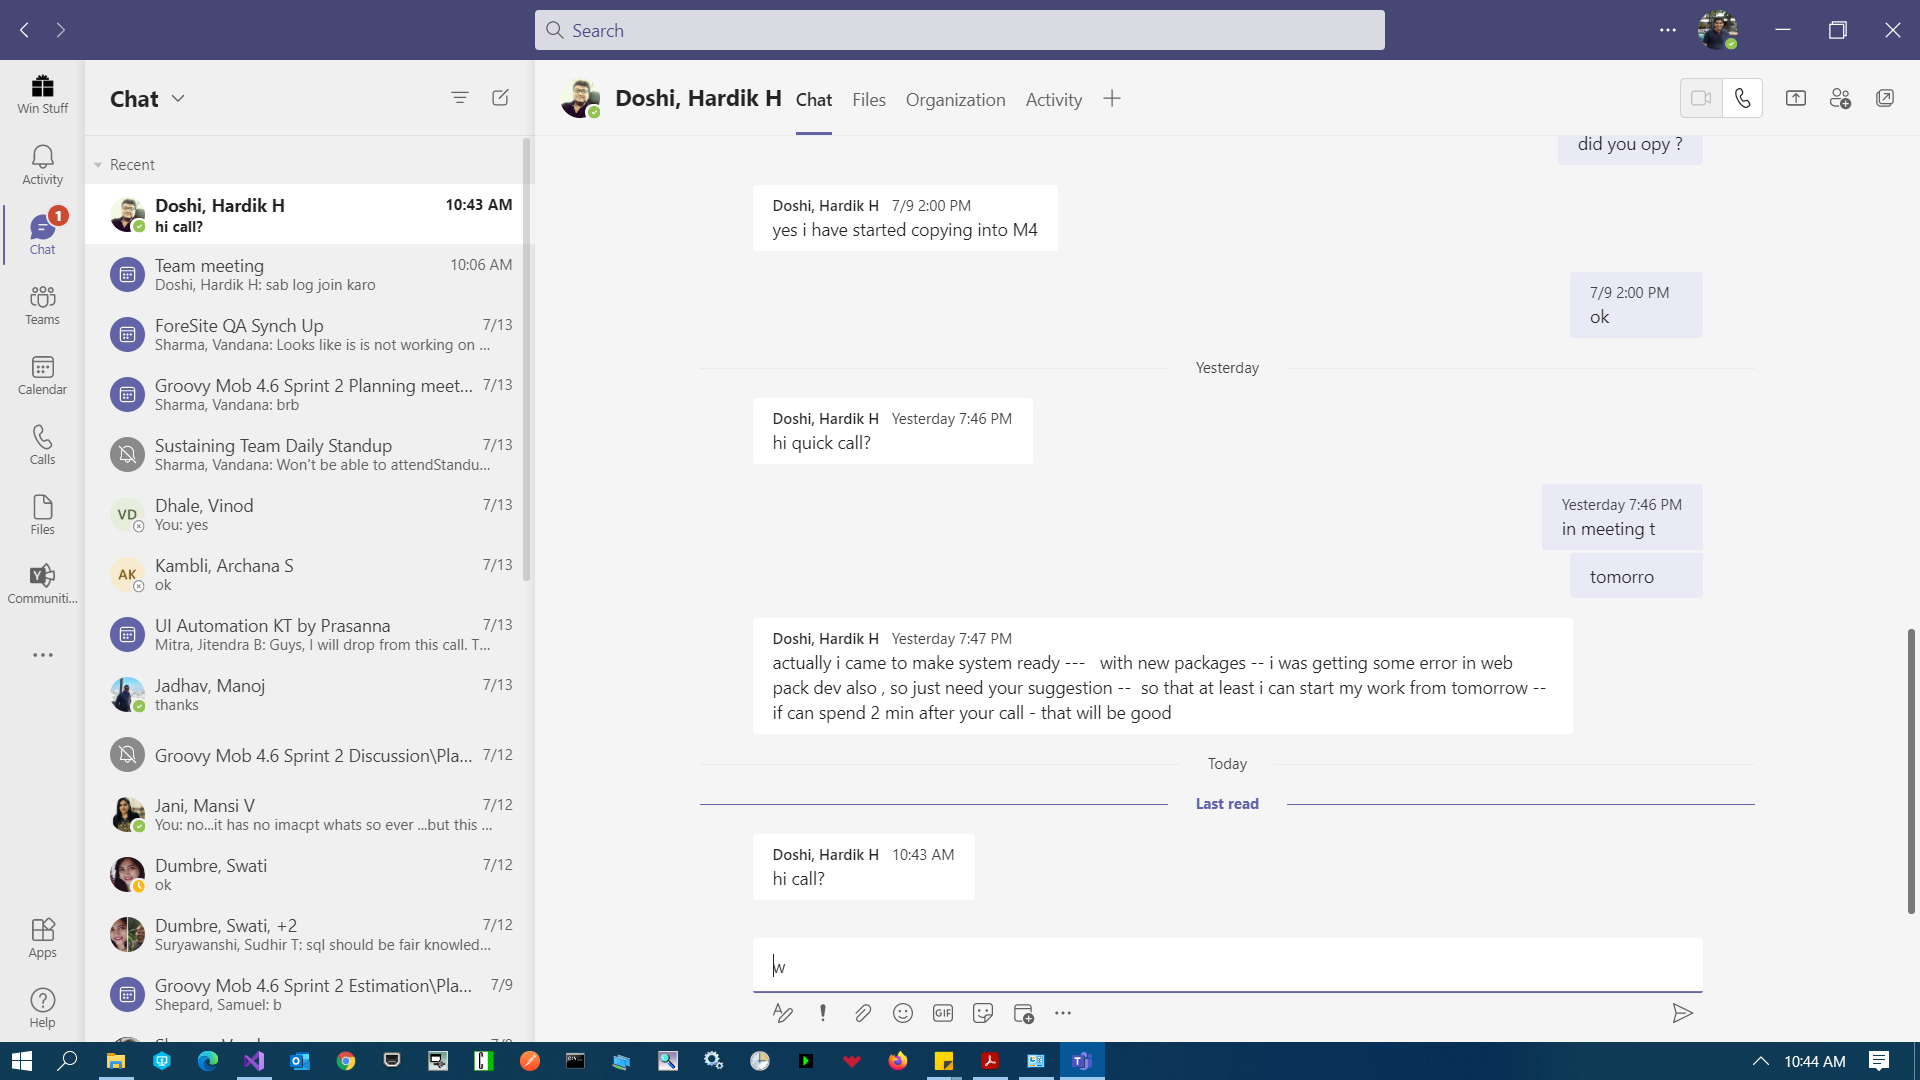 Search
Win Stuff
Activity
1
Chat
Teams
Calendar
Calls
Files
Communiti...
Apps
Help
Chat
Recent
Doshi, Hardik H 10:43 AM
hi call?
Team meeting 10:06 AM
Doshi, Hardik H: sab log join karo
ForeSite QA Synch Up 7/13
Sharma, Vandana: Looks like is is not working on ...
Groovy Mob 4.6 Sprint 2 Planning meet... 7/13
Sharma, Vandana: brb
Sustaining Team Daily Standup 7/13
Sharma, Vandana: Won't be able to attendStandu...
VD
Dhale, Vinod 7/13
You: yes
AK
Kambli, Archana S 7/13
ok
UI Automation KT by Prasanna 7/13
Mitra, Jitendra B: Guys, I will drop from this call. T...
Jadhav, Manoj 7/13
thanks
Groovy Mob 4.6 Sprint 2 Discussion\Pla... 7/12
Jani, Mansi V 7/12
You: no...it has no imacpt whats so ever ...but this ...
Dumbre, Swati 7/12
ok
Dumbre, Swati, +2 7/12
Suryawanshi, Sudhir T: sql should be fair knowled...
Groovy Mob 4.6 Sprint 2 Estimation\Pla... 7/9
Shepard, Samuel: b
Doshi, Hardik H Chat Files Organization Activity
did you opy ?
Doshi, Hardik H 7/9 2:00 PM
yes i have started copying into M4
7/9 2:00 PM
ok
Yesterday
Doshi, Hardik H Yesterday 7:46 PM
hi quick call?
Yesterday 7:46 PM
in meeting t
tomorro
Doshi, Hardik H Yesterday 7:47 PM
actually i came to make system ready --- with new packages -- i was getting some error in web
pack dev also , so just need your suggestion -- so that at least i can start my work from tomorrow --
if can spend 2 min after your call - that will be good
Today
Last read
Doshi, Hardik H 10:43 AM
hi call?
w
GIF
10:44 AM